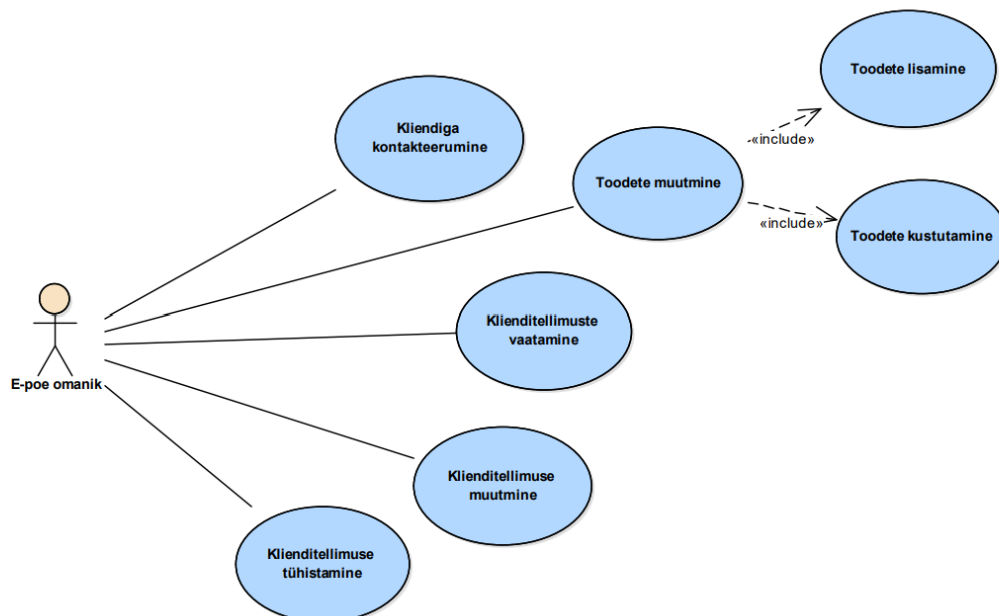 Toodete lisamine
Kliendiga
kontakteerumine
«include»
Toodete muutmine
«include»
Toodete kustutamine
Klienditellimuste
vaatamine
E-poe omanik
Klienditellimuse
muutmine
Klienditellimuse
tühistamine